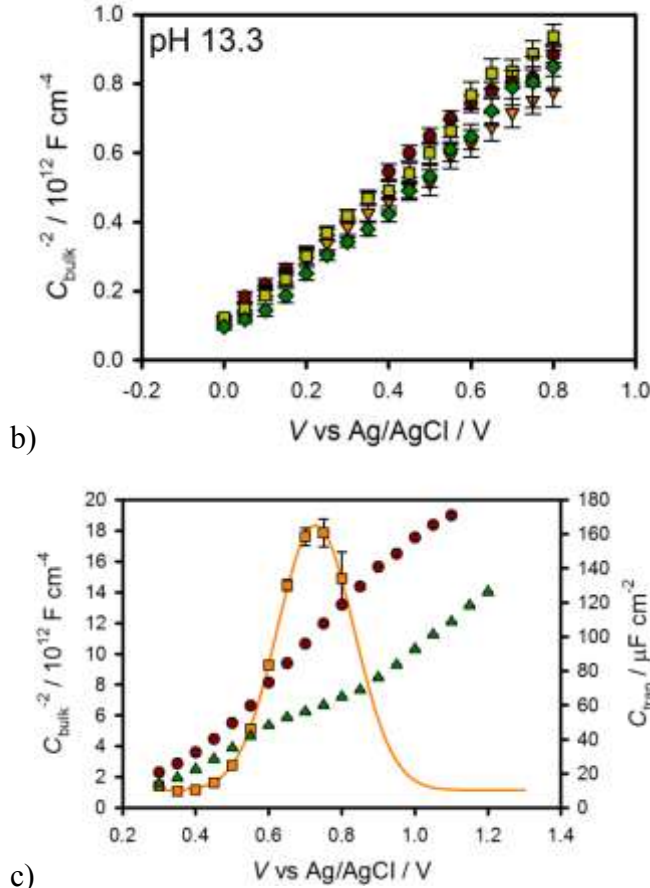 pH 13.3
1.0
0.8
0.6
0.4
0.2
0.0
C_bulk^-2 / 10^12 F cm^-4
-0.2 0.0 0.2 0.4 0.6 0.8 1.0
V vs Ag/AgCl / V
b)
20
18
16
14
12
10
8
6
4
2
0
C_bulk^-2 / 10^12 F cm^-4
180
160
140
120
100
80
60
40
20
0
C_trap / µF cm^-2
0.2 0.4 0.6 0.8 1.0 1.2 1.4
V vs Ag/AgCl / V
c)